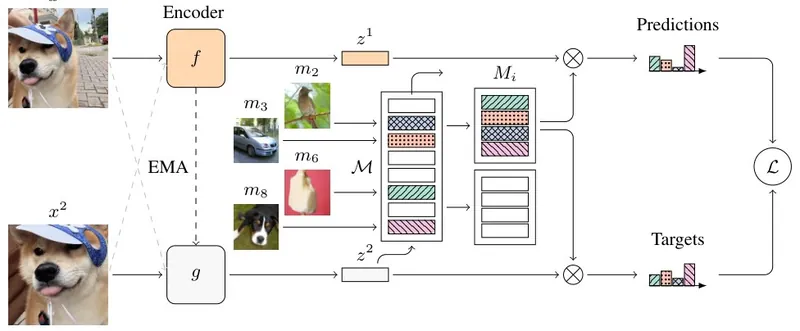 Encoder
Predictions
f
z¹
m₂
M_i
m₃
EMA
m₆
ℳ
ℒ
x²
m₈
z²
Targets
g